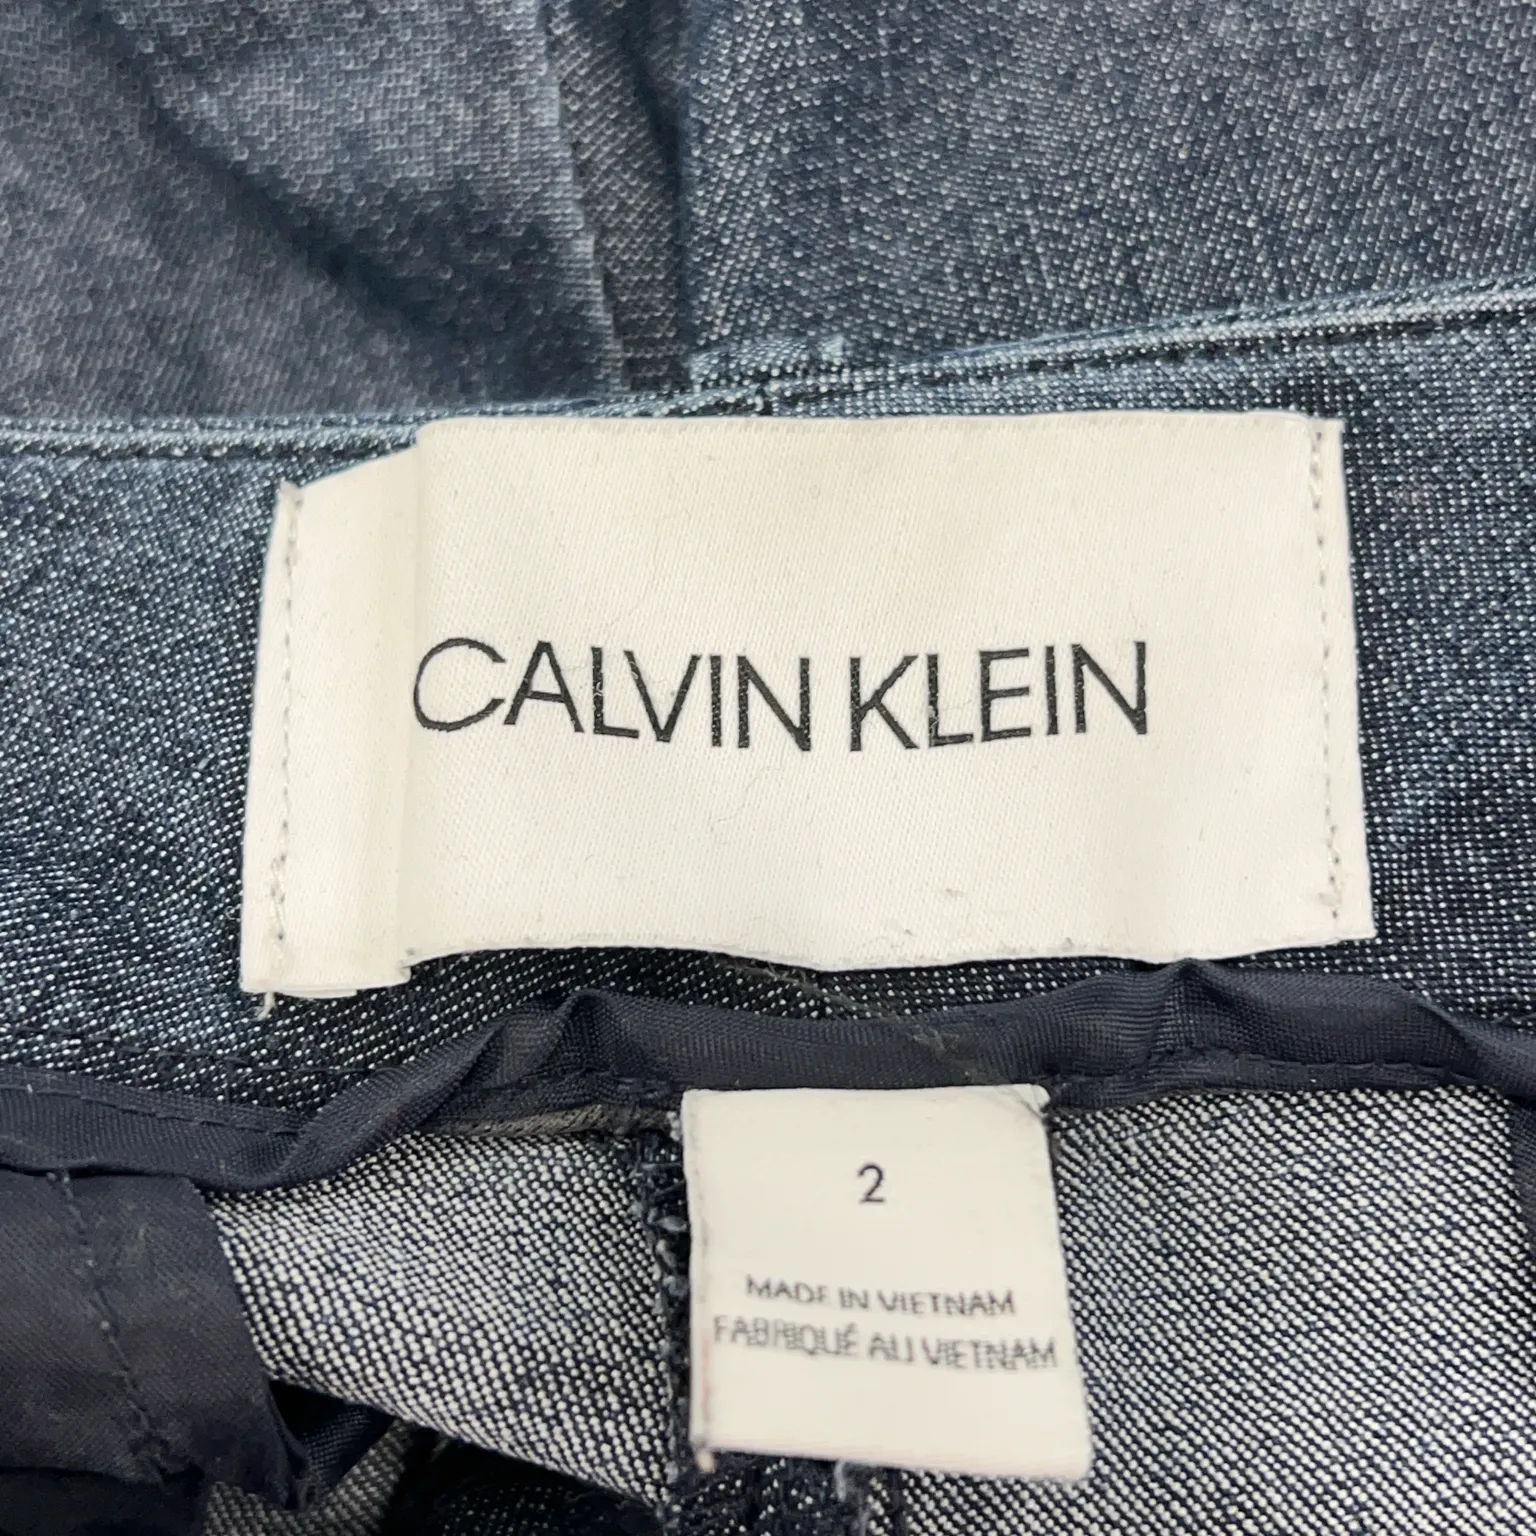 CALVIN KLEIN
2
MADE IN VIETNAM
FABRIQUÉ AU VIETNAM